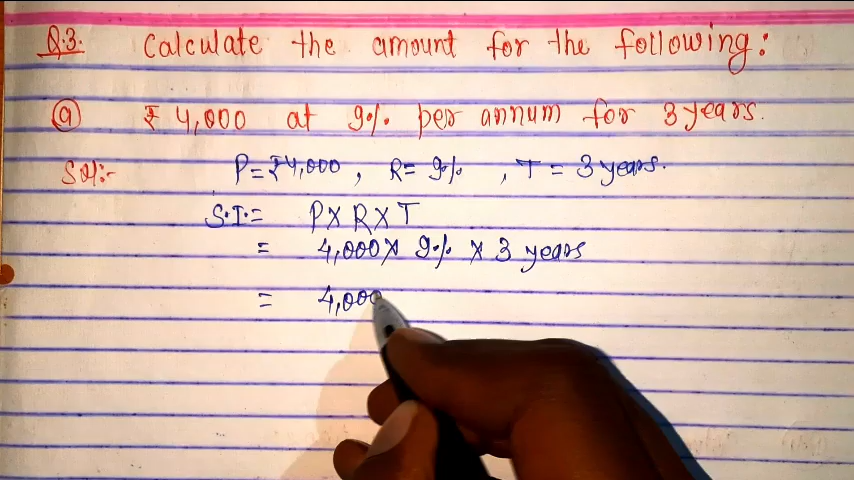 Q.3. Calculate the amount for the following:
(a) ₹ 4,000 at 9% per annum for 3 years.
Sol:- P=₹4,000 , R= 9% , T = 3 years.
S.I.= P× R× T
= 4,000× 9% × 3 years
= 4,000